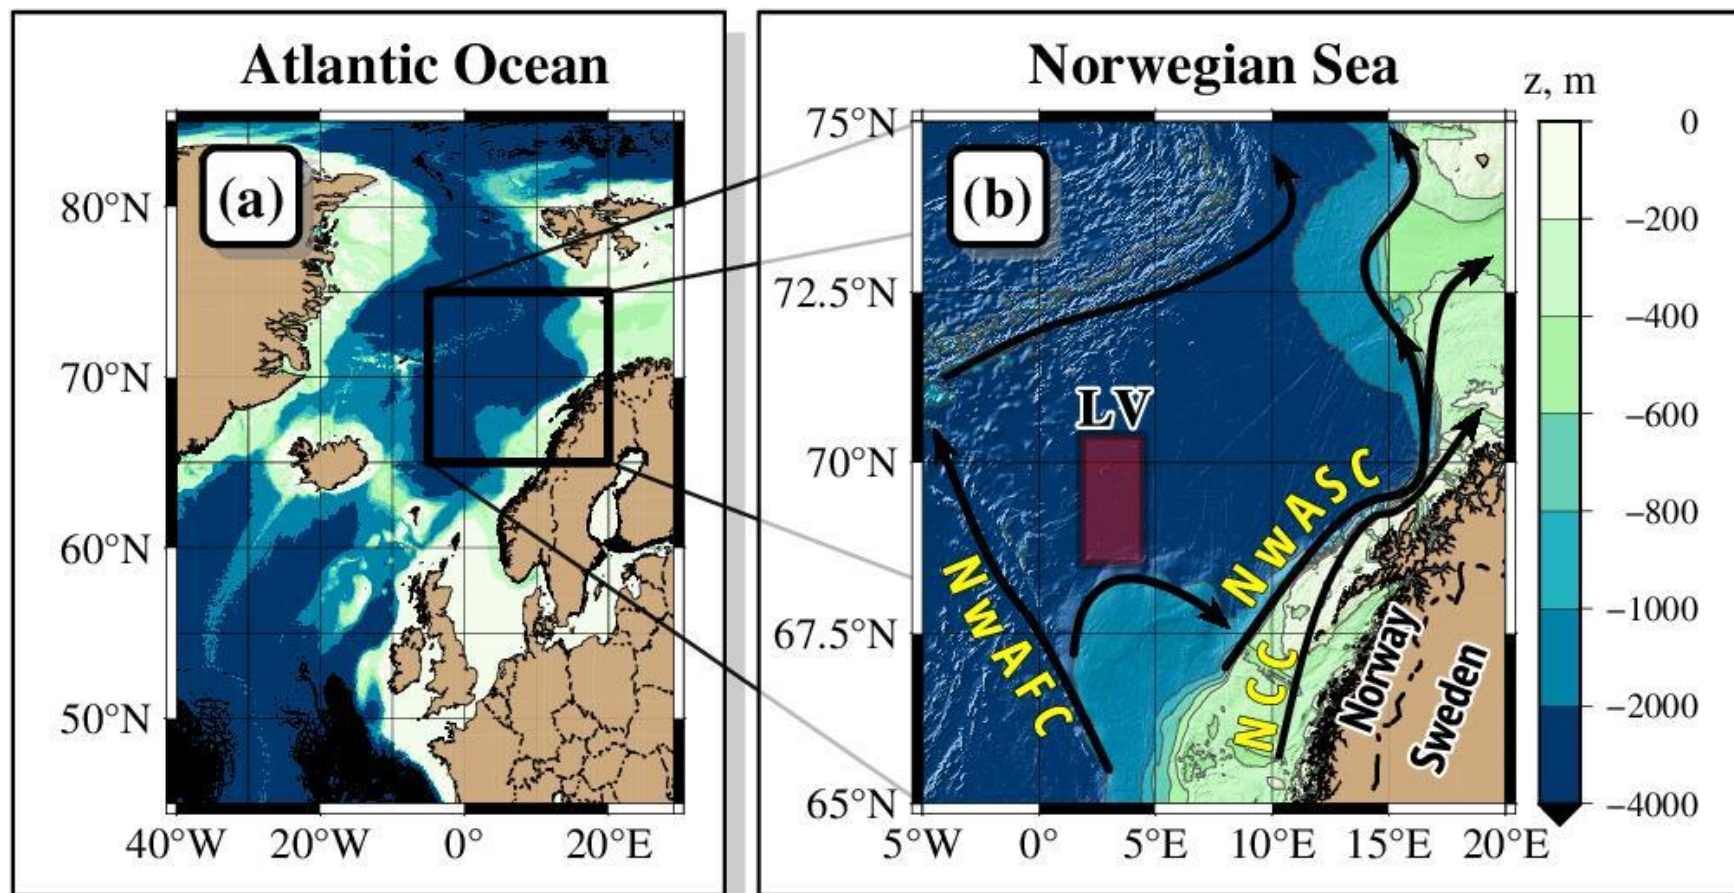 Atlantic Ocean
(a)
80°N
70°N
60°N
50°N
40°W 20°W 0° 20°E
Norwegian Sea
(b)
75°N
72.5°N
70°N
67.5°N
65°N
5°W 0° 5°E 10°E 15°E 20°E
LV
NwASC
NwAFC
NCC
Norway
Sweden
z, m
0
−200
−400
−600
−800
−1000
−2000
−4000